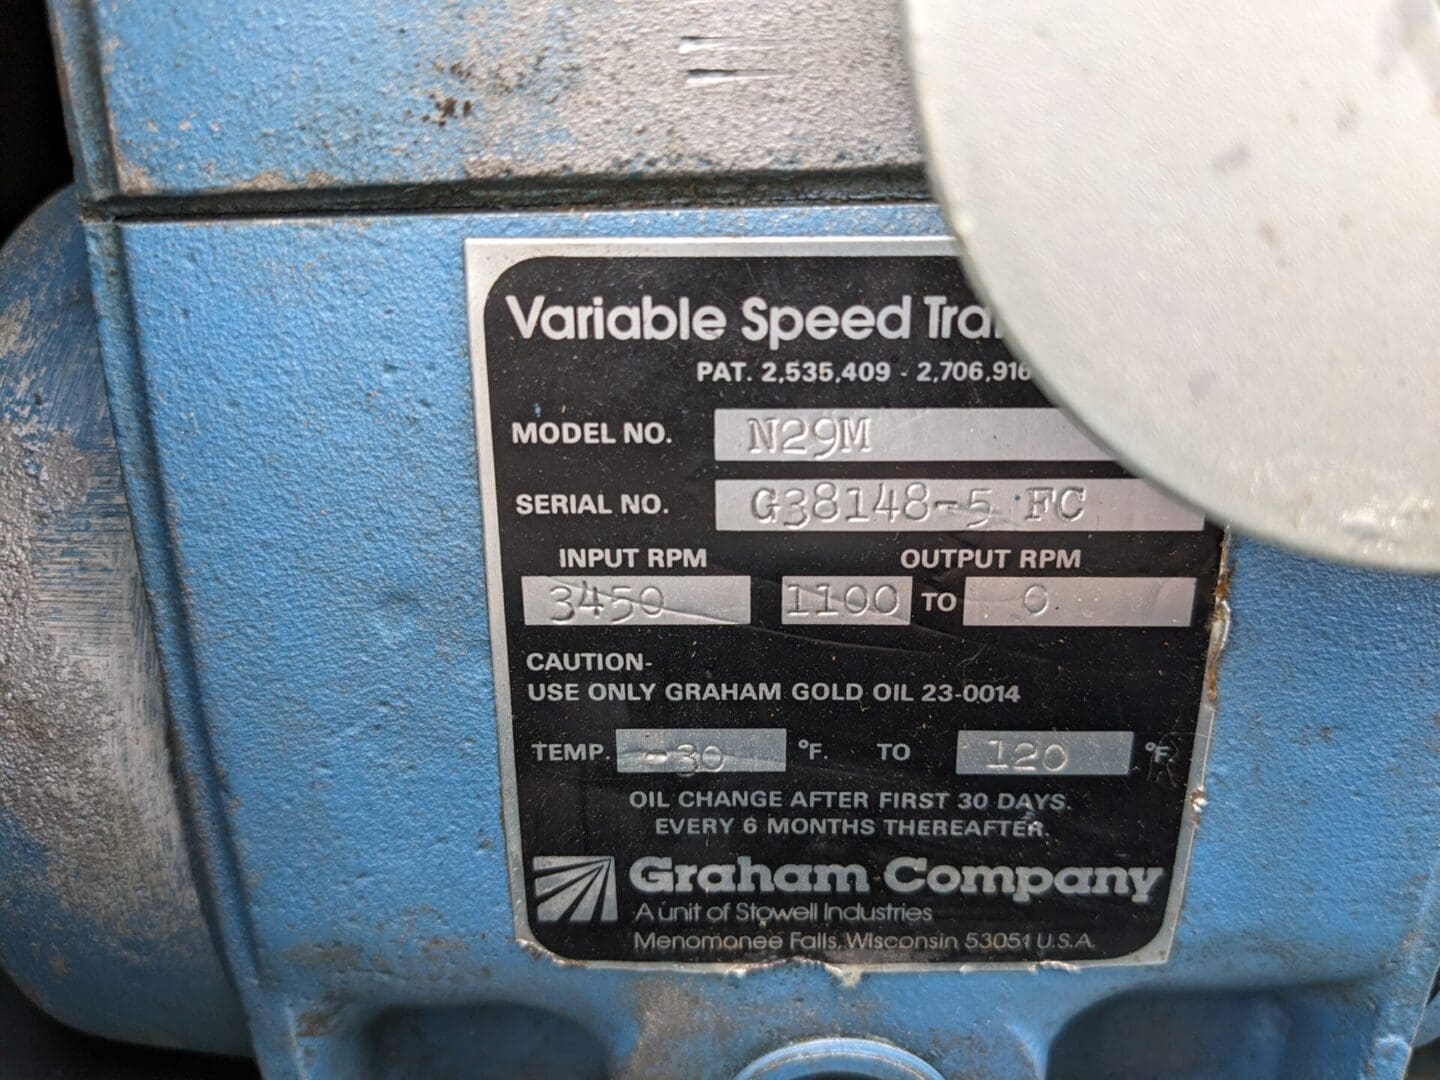 Variable Speed
PAT. 2,535,409 - 2,706,916
MODEL NO. N29M
SERIAL NO. G38148-5 FC
INPUT RPM OUTPUT RPM
3450 1100 TO 0
CAUTION-
USE ONLY GRAHAM GOLD OIL 23-0014
TEMP. -30 °F. TO 120 °F.
OIL CHANGE AFTER FIRST 30 DAYS.
EVERY 6 MONTHS THEREAFTER.
Graham Company
A unit of Stowell Industries
Menomonee Falls, Wisconsin 53051 U.S.A.